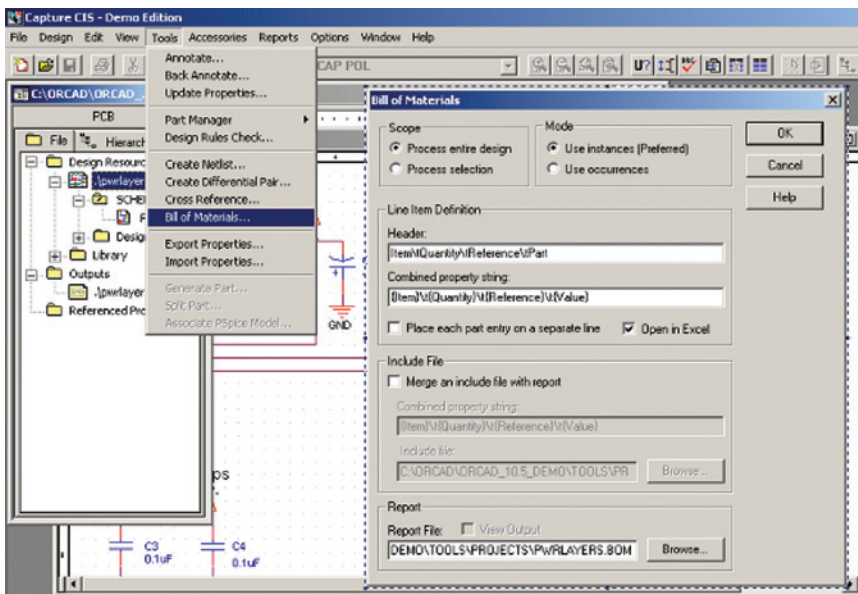 Capture CIS - Demo Edition
File Design Edit View Tools Accessories Reports Options Window Help
CAP POL
U?
C:\ORCAD\ORCAD_
PCB
File Hierarch
Design Resourc
.\pwrlayer
SCHE
Desig
Library
Outputs
.\pwrlayer
Referenced Pro
Annotate...
Back Annotate...
Update Properties...
Part Manager
Design Rules Check...
Create Netlist...
Create Differential Pair...
Cross Reference...
Bill of Materials...
Export Properties...
Import Properties...
Generate Part...
Split Part...
Associate PSpice Model...
GND
ps
C3
0.1uF
C4
0.1uF
Bill of Materials
Scope
Process entire design
Process selection
Mode
Use instances (Preferred)
Use occurrences
OK
Cancel
Help
Line Item Definition
Header:
Item\tQuantity\tReference\tPart
Combined property string:
{Item}\t{Quantity}\t{Reference}\t{Value}
Place each part entry on a separate line
Open in Excel
Include File
Merge an include file with report
Combined property string:
{Item}\t{Quantity}\t{Reference}\t{Value}
Include file:
C:\ORCAD\ORCAD_10.5_DEMO\TOOLS\PR
Browse...
Report
Report File:
View Output
DEMO\TOOLS\PROJECTS\PWRLAYERS.BOM
Browse...